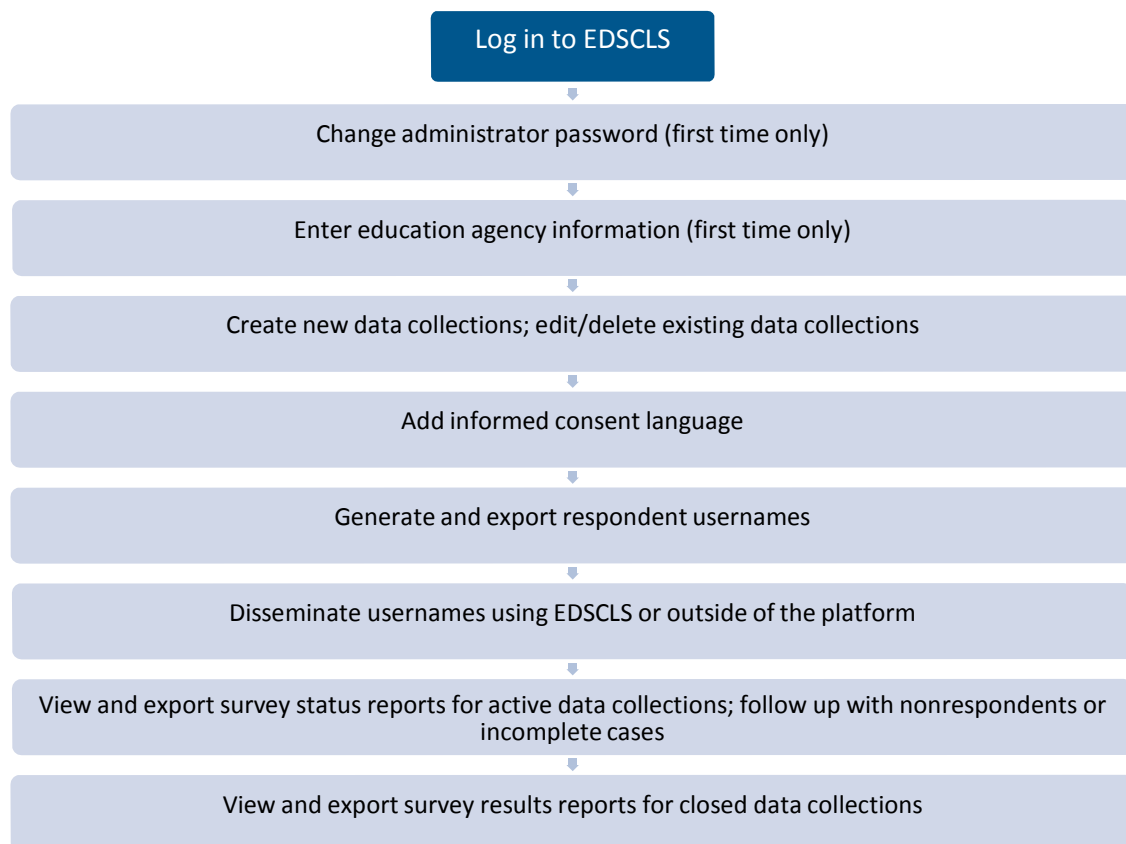 Log in to EDSCLS
Change administrator password (first time only)
Enter education agency information (first time only)
Create new data collections; edit/delete existing data collections
Add informed consent language
Generate and export respondent usernames
Disseminate usernames using EDSCLS or outside of the platform
View and export survey status reports for active data collections; follow up with nonrespondents or
incomplete cases
View and export survey results reports for closed data collections